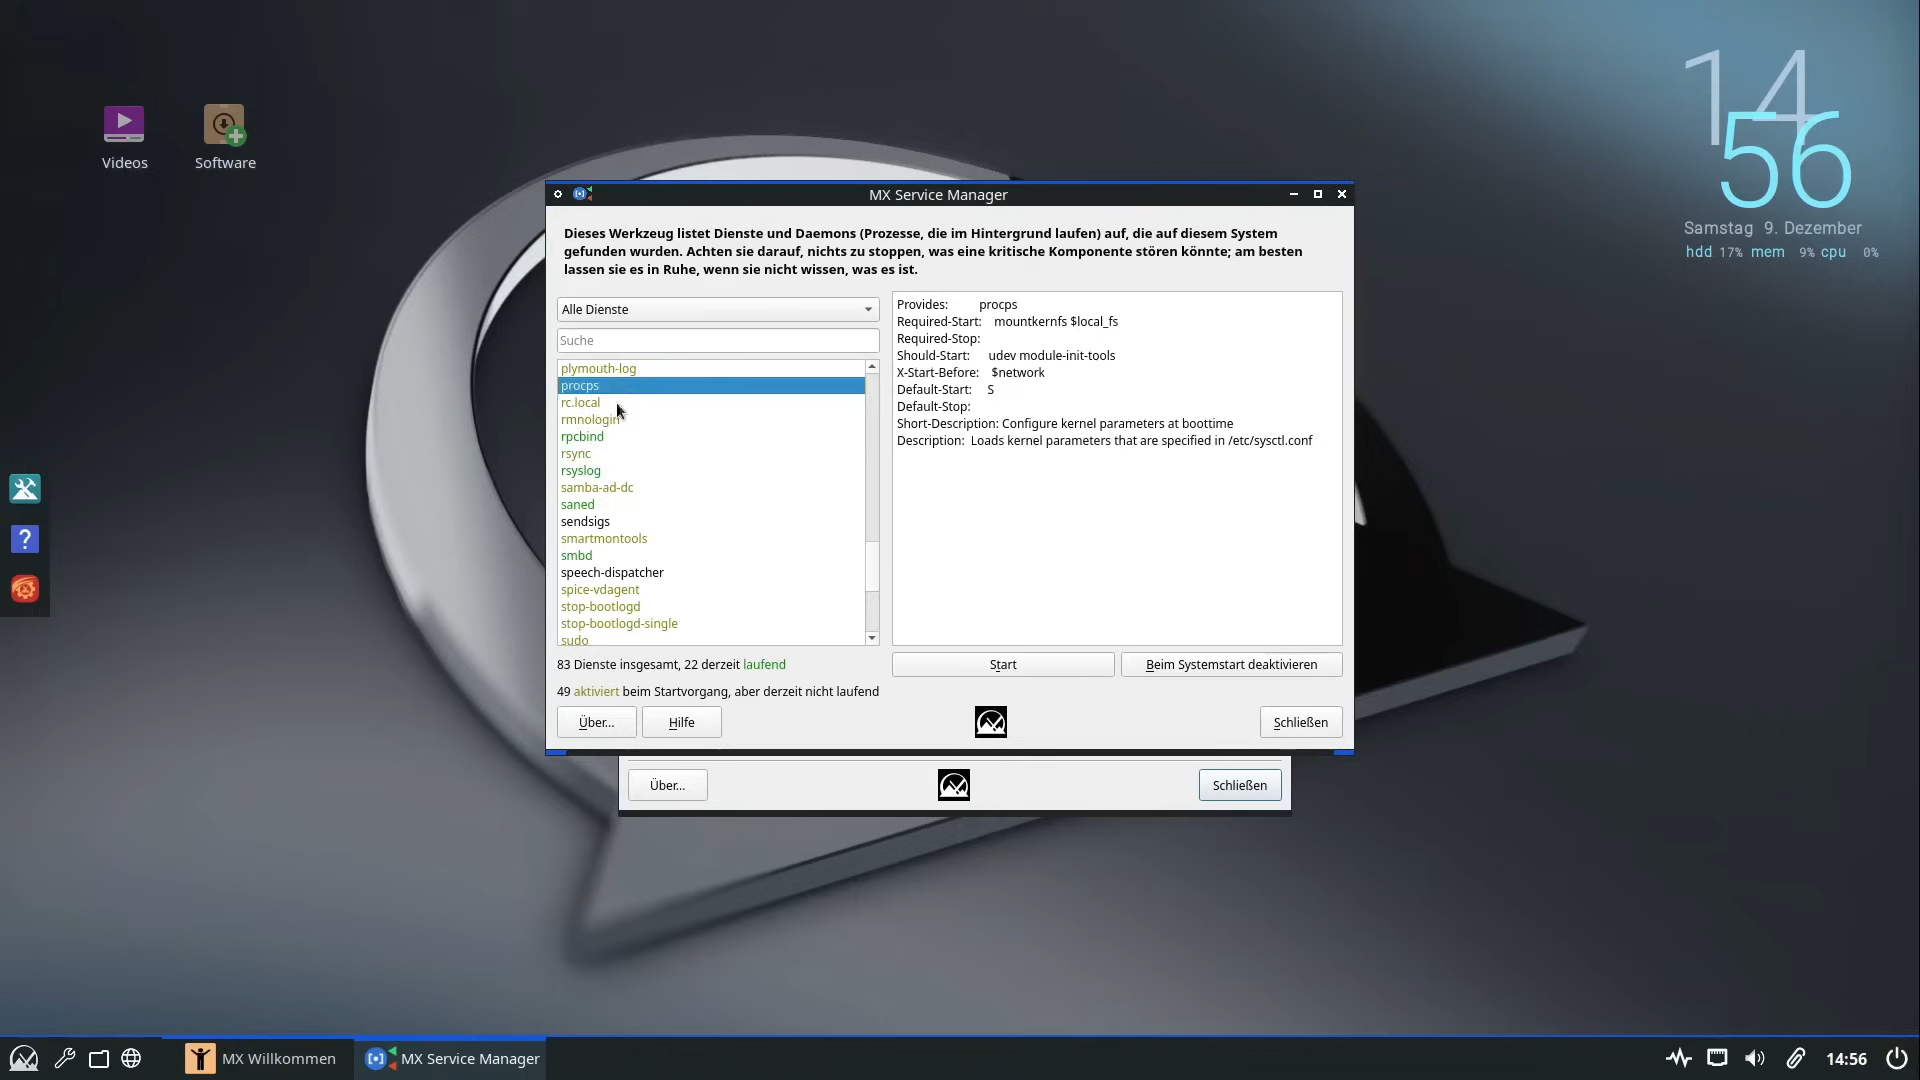 Videos
Software
14
56
Samstag 9. Dezember
hdd 17% mem 9% cpu 0%
MX Service Manager
Dieses Werkzeug listet Dienste und Daemons (Prozesse, die im Hintergrund laufen) auf, die auf diesem System
gefunden wurden. Achten sie darauf, nichts zu stoppen, was eine kritische Komponente stören könnte; am besten
lassen sie es in Ruhe, wenn sie nicht wissen, was es ist.
Alle Dienste
Suche
plymouth-log
procps
rc.local
rmnologin
rpcbind
rsync
rsyslog
samba-ad-dc
saned
sendsigs
smartmontools
smbd
speech-dispatcher
spice-vdagent
stop-bootlogd
stop-bootlogd-single
sudo
Provides: procps
Required-Start: mountkernfs $local_fs
Required-Stop:
Should-Start: udev module-init-tools
X-Start-Before: $network
Default-Start: S
Default-Stop:
Short-Description: Configure kernel parameters at boottime
Description: Loads kernel parameters that are specified in /etc/sysctl.conf
83 Dienste insgesamt, 22 derzeit laufend
Start
Beim Systemstart deaktivieren
49 aktiviert beim Startvorgang, aber derzeit nicht laufend
Über...
Hilfe
Schließen
Über...
Schließen
MX Willkommen
MX Service Manager
14:56